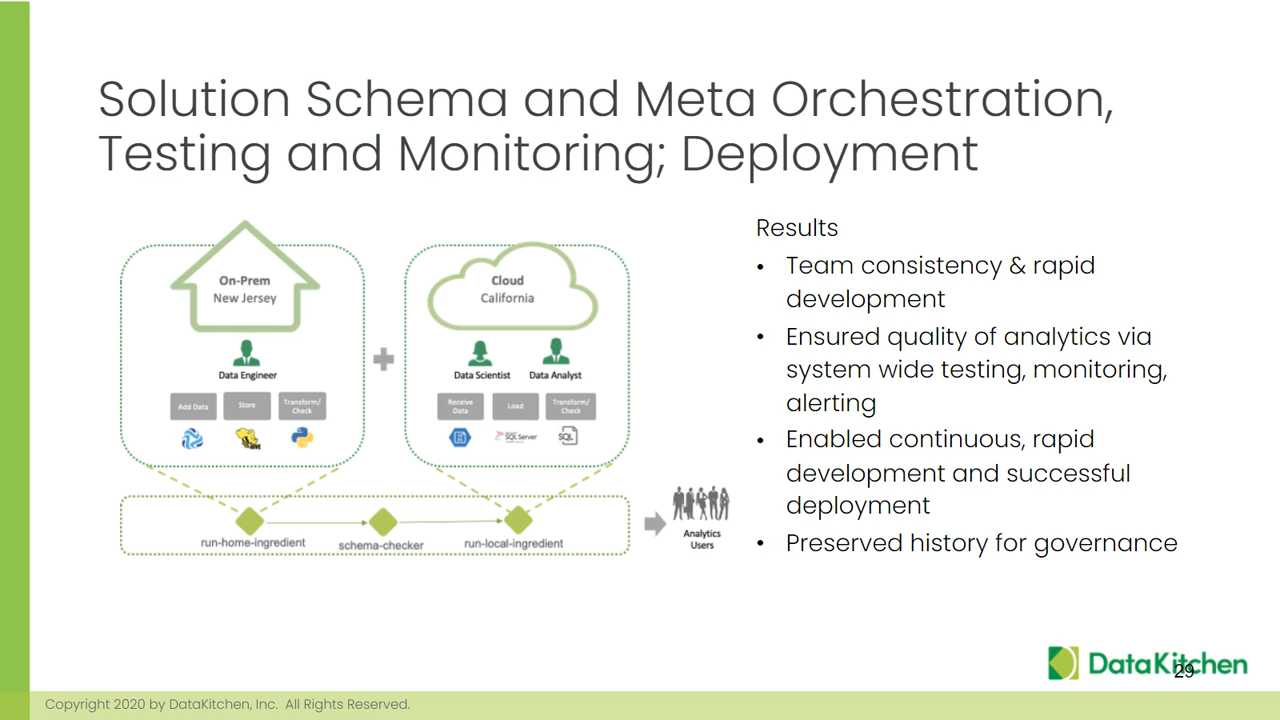 Solution Schema and Meta Orchestration,
Testing and Monitoring; Deployment
On-Prem
New Jersey
Data Engineer
Add Data
Store
Transform/
Check
Cloud
California
Data Scientist
Data Analyst
Receive
Data
Load
Transform/
Check
SQL Server
SQL
run-home-ingredient
schema-checker
run-local-ingredient
Analytics
Users
Results
• Team consistency & rapid
development
• Ensured quality of analytics via
system wide testing, monitoring,
alerting
• Enabled continuous, rapid
development and successful
deployment
• Preserved history for governance
DataKitchen
29
Copyright 2020 by DataKitchen, Inc. All Rights Reserved.